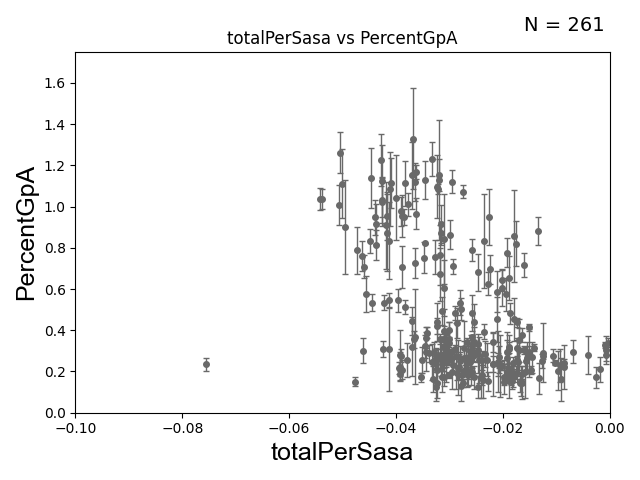 N = 261
totalPerSasa vs PercentGpA
PercentGpA
1.6
1.4
1.2
1.0
0.8
0.6
0.4
0.2
0.0
−0.10 −0.08 −0.06 −0.04 −0.02 0.00
totalPerSasa